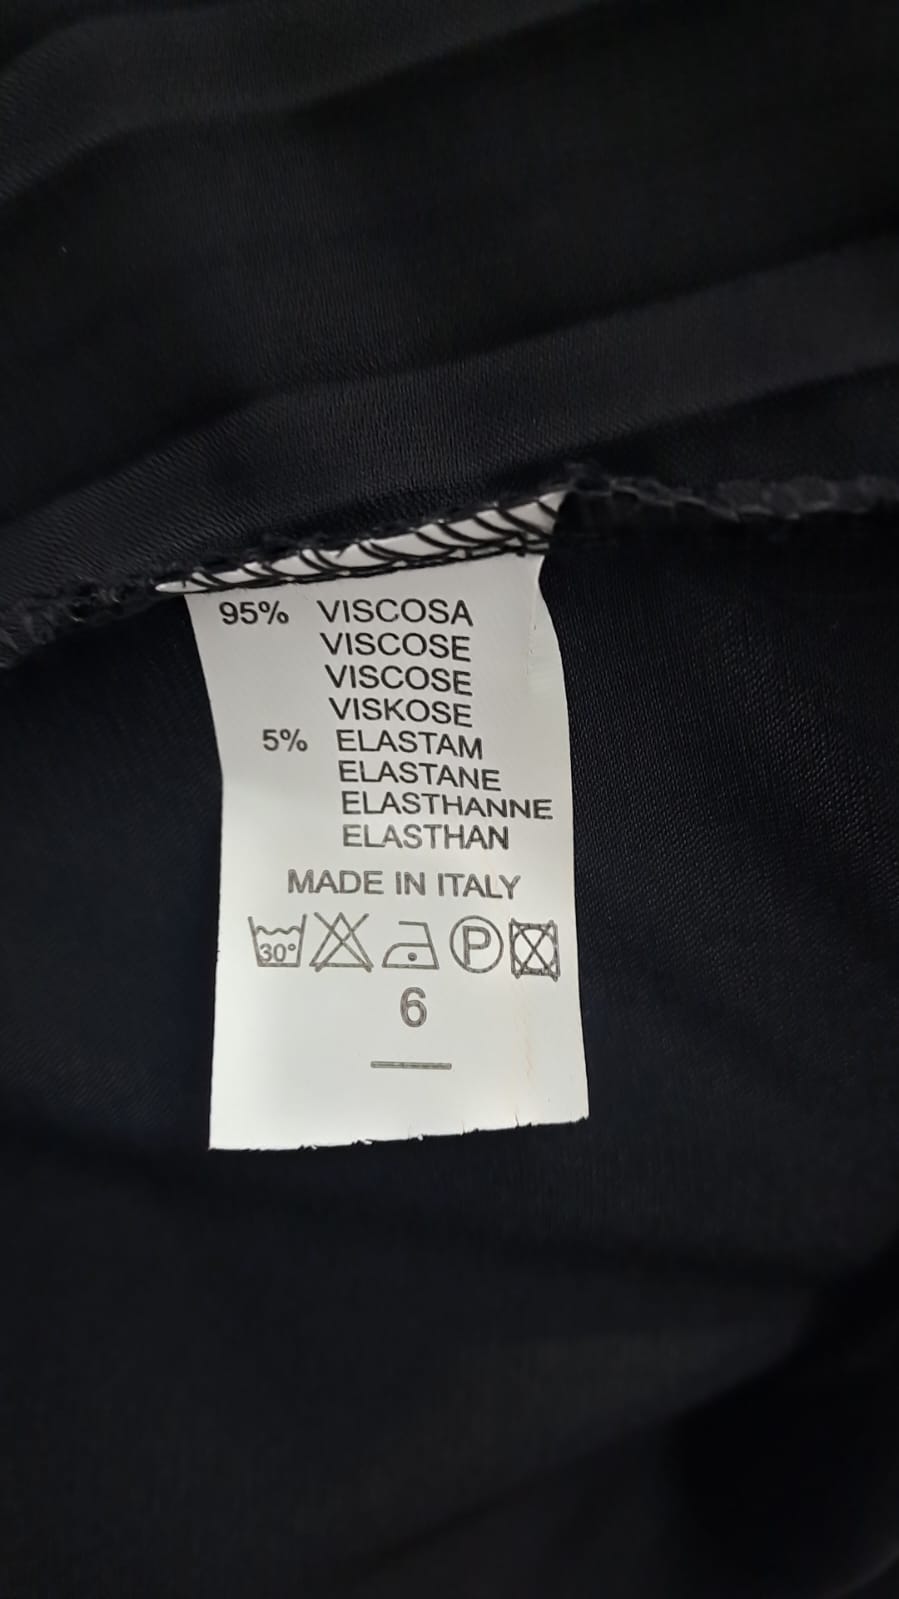 95% VISCOSA
VISCOSE
VISCOSE
VISKOSE
5% ELASTAM
ELASTANE
ELASTHANNE
ELASTHAN
MADE IN ITALY
30° P
6